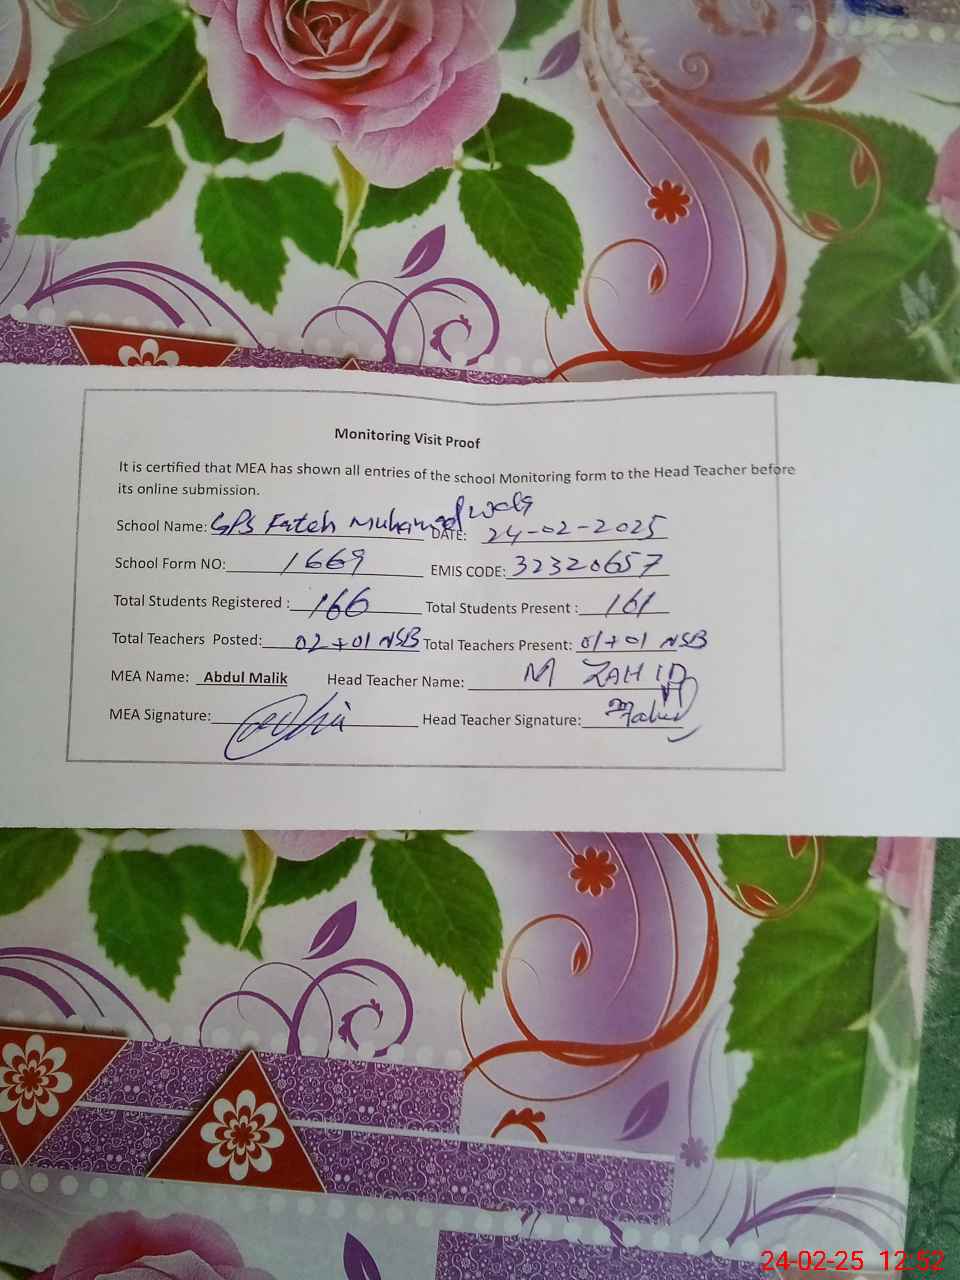 Monitoring Visit Proof
It is certified that MEA has shown all entries of the school Monitoring form to the Head Teacher before
its online submission.
School Name: GPS Fateh Muhammad wala DATE: 24-02-2025
School Form NO: 1669 EMIS CODE: 32320657
Total Students Registered : 166 Total Students Present : 161
Total Teachers Posted: 02+01 NSB Total Teachers Present: 01+01 NSB
MEA Name: Abdul Malik Head Teacher Name: M ZAHID
MEA Signature: Head Teacher Signature:
24-02-25 12:52